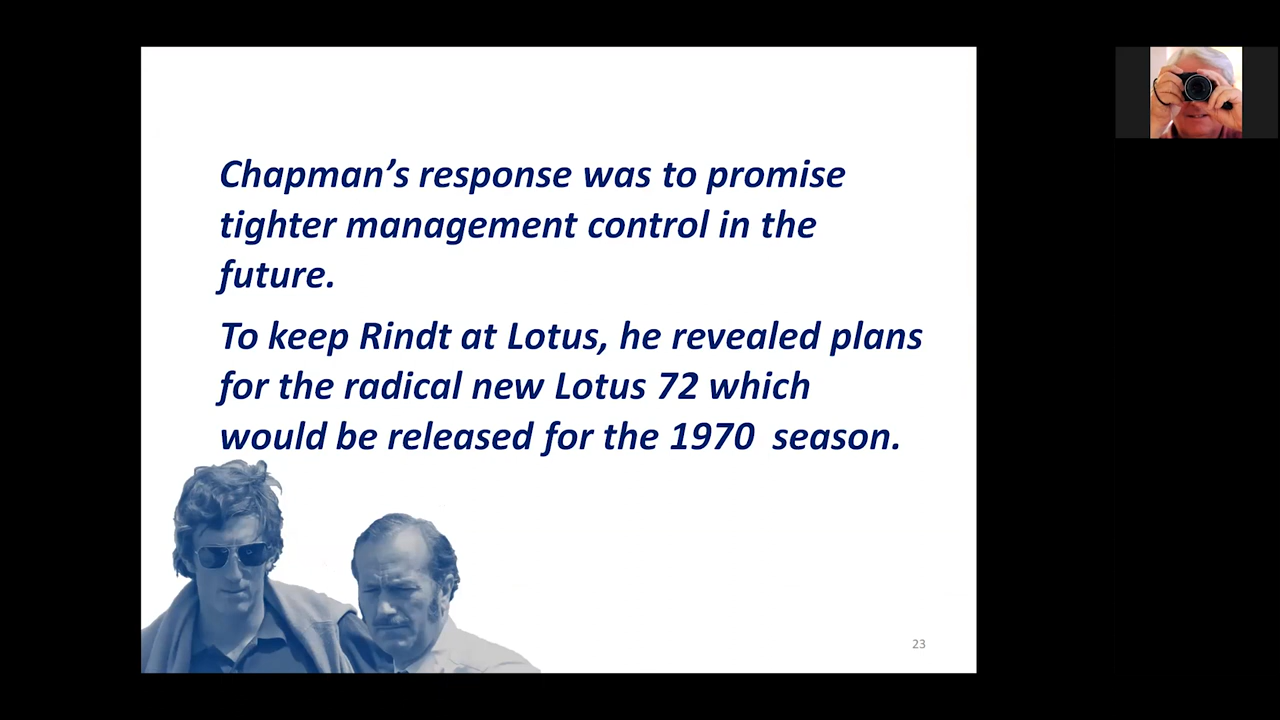 Chapman’s response was to promise
tighter management control in the
future.
To keep Rindt at Lotus, he revealed plans
for the radical new Lotus 72 which
would be released for the 1970  season.
23